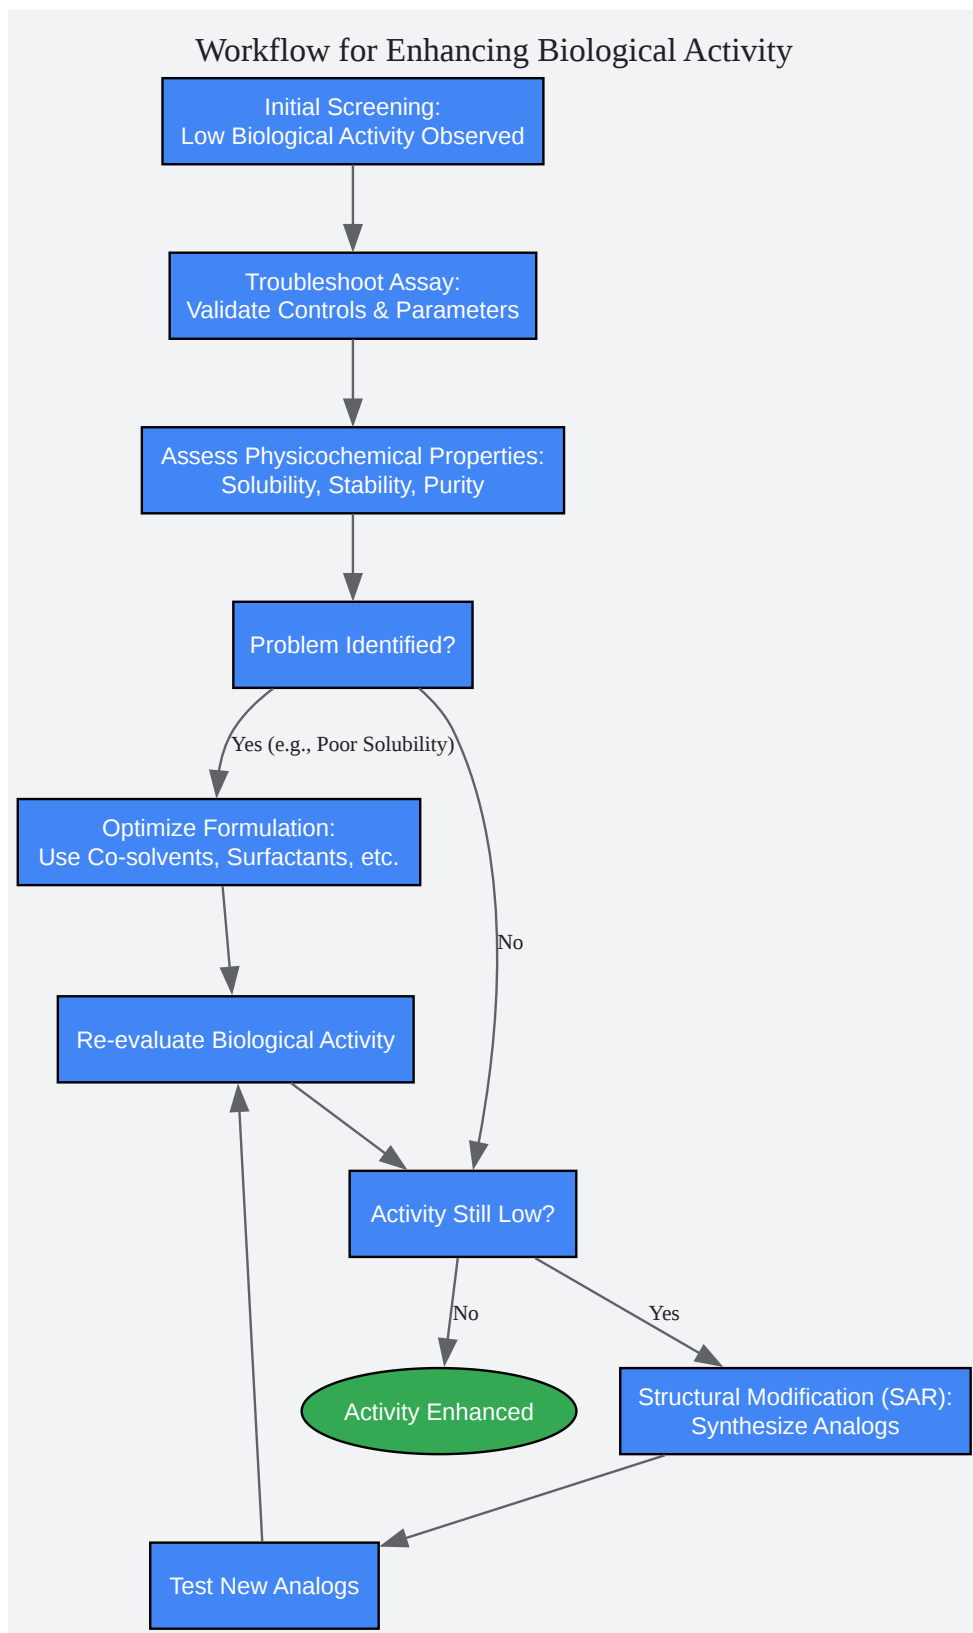 Workflow for Enhancing Biological Activity
Initial Screening:
Low Biological Activity Observed
Troubleshoot Assay:
Validate Controls & Parameters
Assess Physicochemical Properties:
Solubility, Stability, Purity
Problem Identified?
Yes (e.g., Poor Solubility)
Optimize Formulation:
Use Co-solvents, Surfactants, etc.
No
Re-evaluate Biological Activity
Activity Still Low?
No
Yes
Activity Enhanced
Structural Modification (SAR):
Synthesize Analogs
Test New Analogs